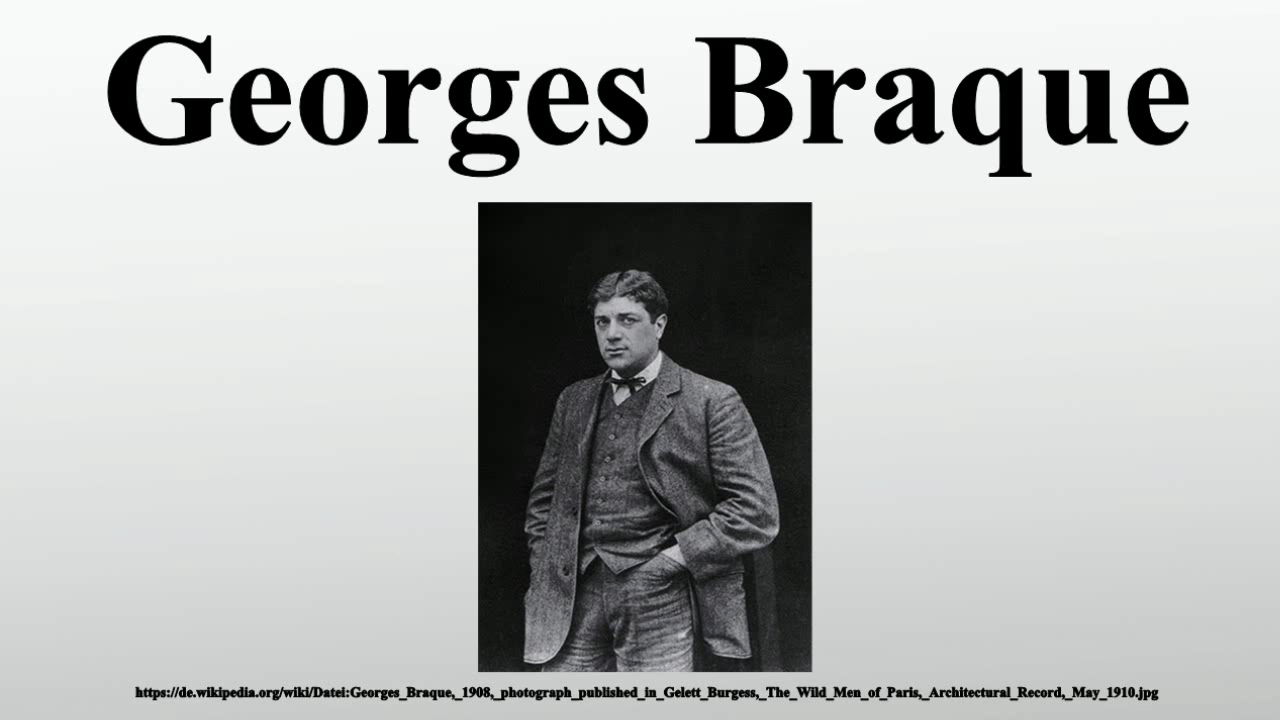 Georges Braque
https://de.wikipedia.org/wiki/Datei:Georges_Braque,_1908,_photograph_published_in_Gelett_Burgess,_The_Wild_Men_of_Paris,_Architectural_Record,_May_1910.jpg